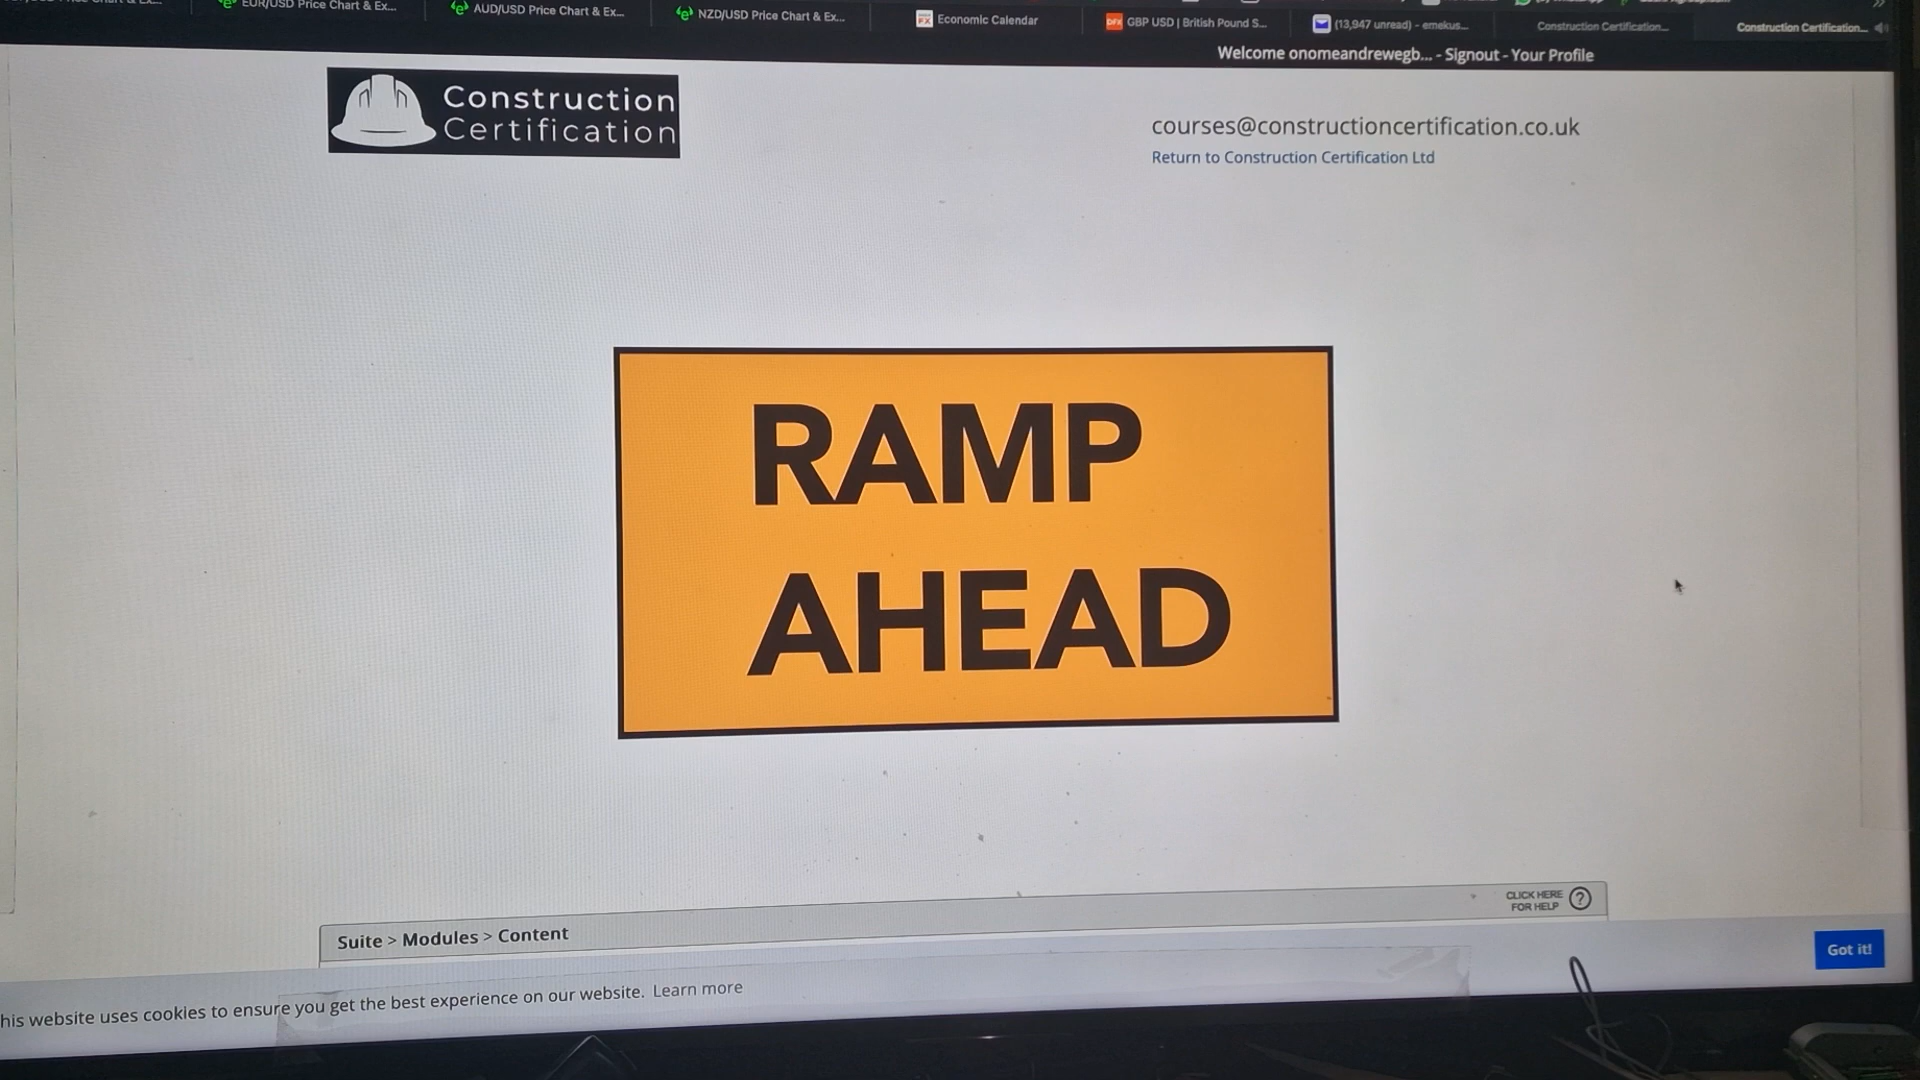 EUR/USD Price Chart & Ex...
AUD/USD Price Chart & Ex...
NZD/USD Price Chart & Ex...
Economic Calendar
GBP USD | British Pound S...
(13,947 unread) - emekus...
Construction Certification...
Construction Certification...
Welcome onomeandrewegb... - Signout - Your Profile
Construction
Certification
courses@constructioncertification.co.uk
Return to Construction Certification Ltd
RAMP
AHEAD
CLICK HERE
FOR HELP ?
Suite > Modules > Content
Got it!
his website uses cookies to ensure you get the best experience on our website. Learn more